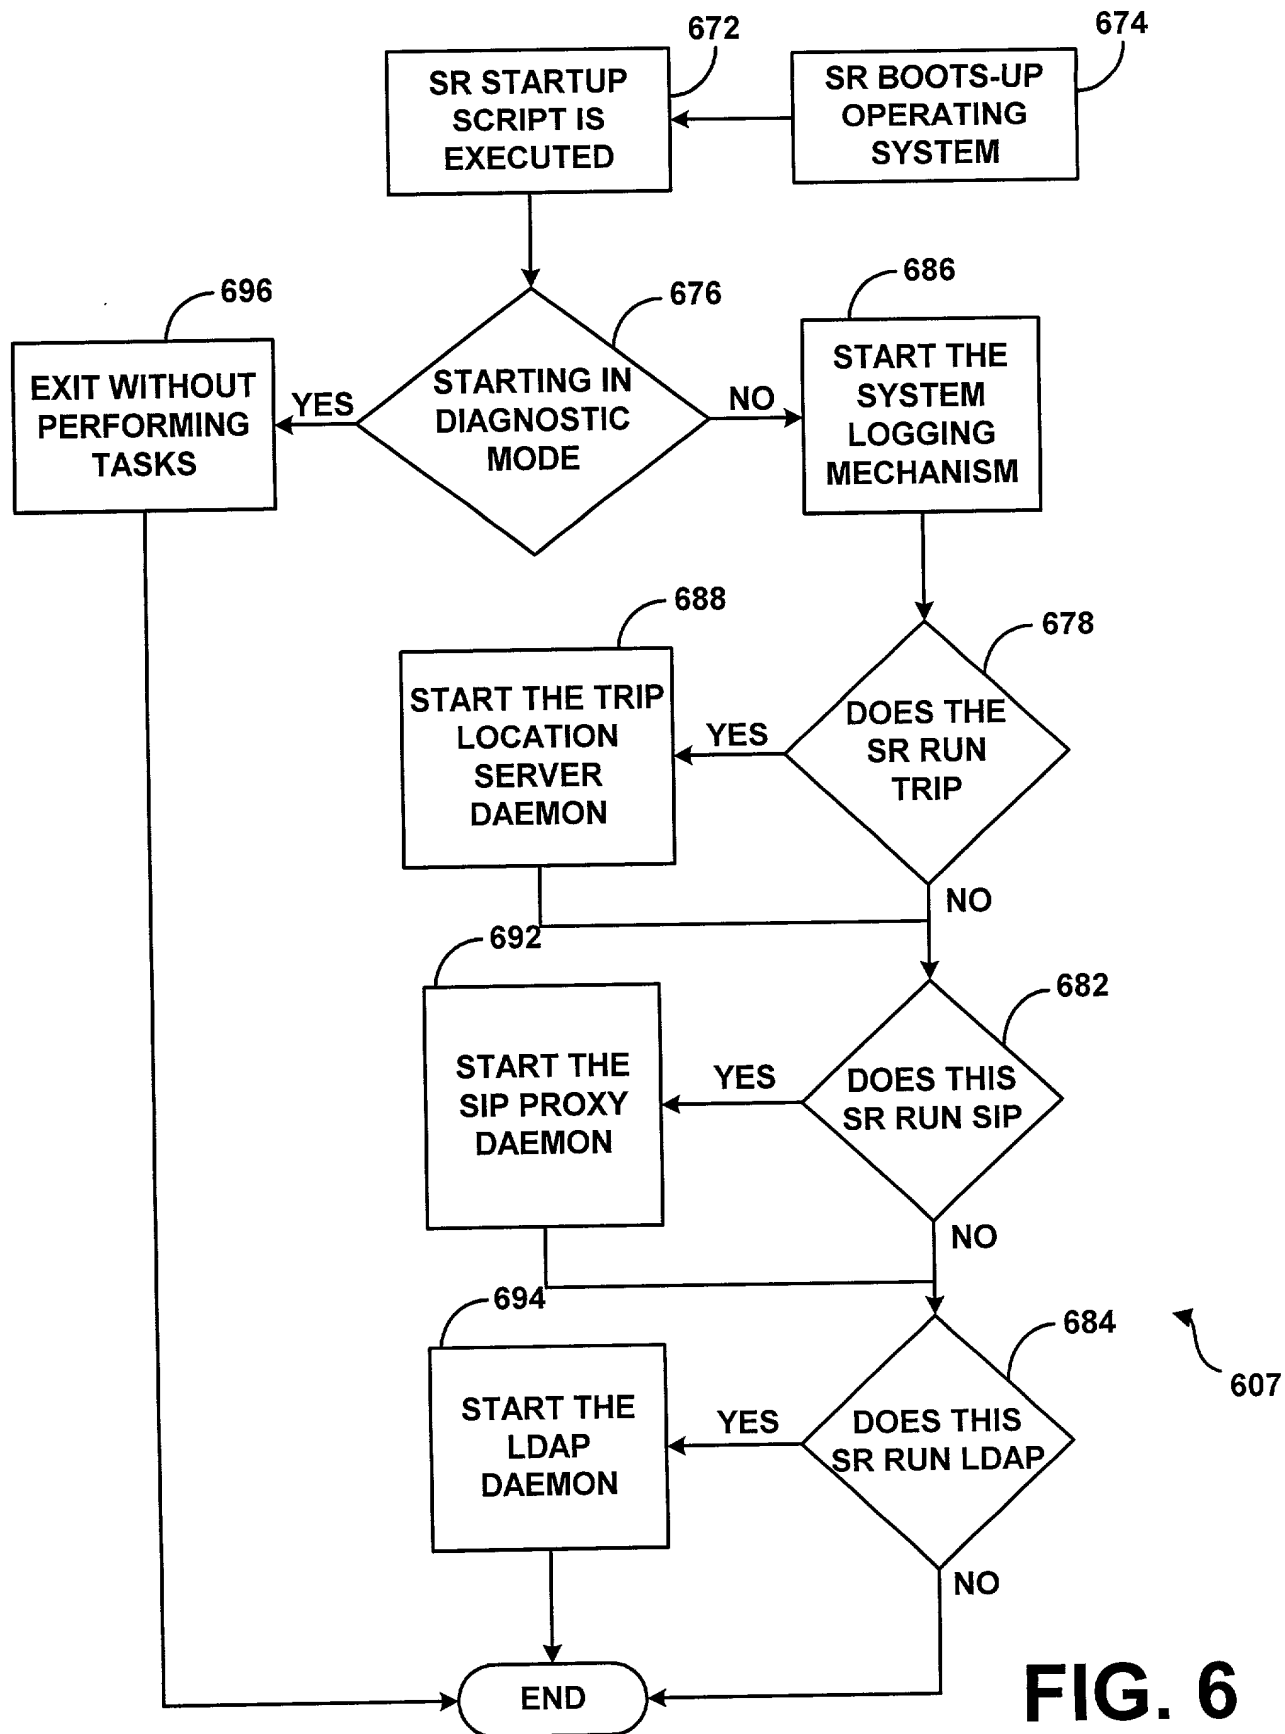 672
674
SR STARTUP
SCRIPT IS
EXECUTED
SR BOOTS-UP
OPERATING
SYSTEM
696
676
686
EXIT WITHOUT
PERFORMING
TASKS
YES
STARTING IN
DIAGNOSTIC
MODE
NO
START THE
SYSTEM
LOGGING
MECHANISM
688
678
START THE TRIP
LOCATION
SERVER
DAEMON
YES
DOES THE
SR RUN
TRIP
NO
692
682
START THE
SIP PROXY
DAEMON
YES
DOES THIS
SR RUN SIP
NO
694
684
607
START THE
LDAP
DAEMON
YES
DOES THIS
SR RUN LDAP
NO
END
FIG. 6